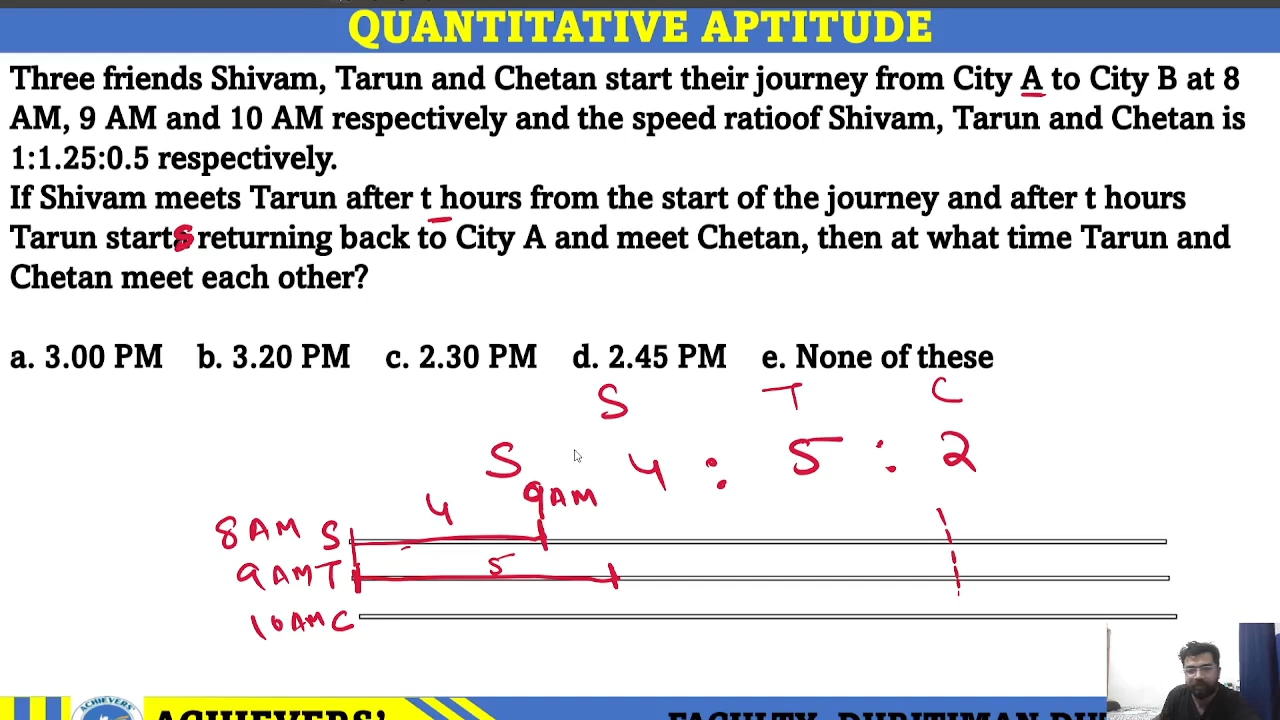 QUANTITATIVE APTITUDE
Three friends Shivam, Tarun and Chetan start their journey from City A to City B at 8
AM, 9 AM and 10 AM respectively and the speed ratioof Shivam, Tarun and Chetan is
1:1.25:0.5 respectively.
If Shivam meets Tarun after t hours from the start of the journey and after t hours
Tarun starts returning back to City A and meet Chetan, then at what time Tarun and
Chetan meet each other?
a. 3.00 PM b. 3.20 PM c. 2.30 PM d. 2.45 PM e. None of these
S T C
S 4 : 5 : 2
9AM
4
8AM S
5
9AM T
10AM C
ACHIEVERS'